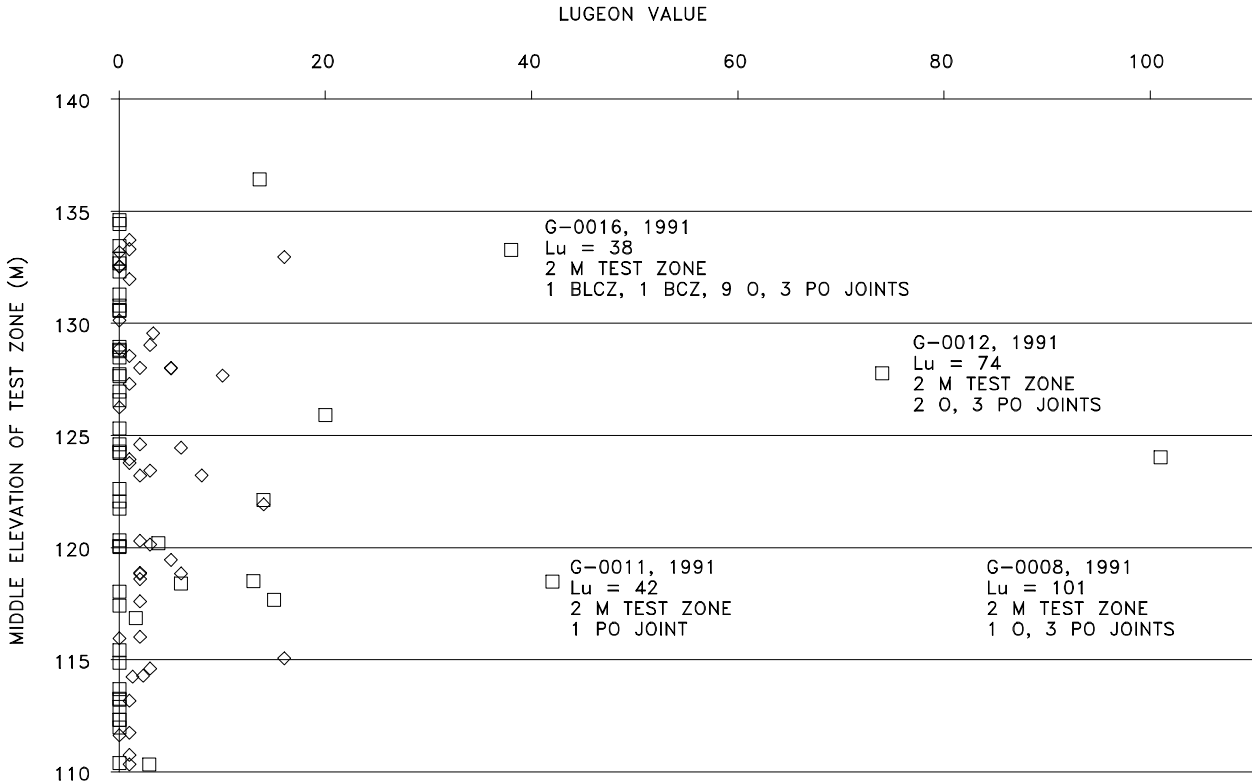 LUGEON VALUE
0 20 40 60 80 100
MIDDLE ELEVATION OF TEST ZONE (M)
140
135
G-0016, 1991
Lu = 38
2 M TEST ZONE
1 BLCZ, 1 BCZ, 9 O, 3 PO JOINTS
130
G-0012, 1991
Lu = 74
2 M TEST ZONE
2 O, 3 PO JOINTS
125
120
G-0011, 1991
Lu = 42
2 M TEST ZONE
1 PO JOINT
G-0008, 1991
Lu = 101
2 M TEST ZONE
1 O, 3 PO JOINTS
115
110